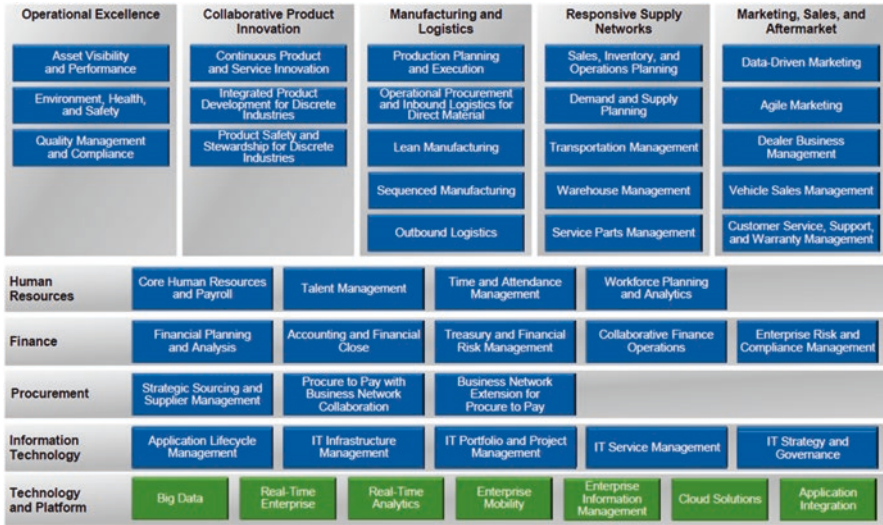 Operational Excellence
Asset Visibility
and Performance
Environment, Health,
and Safety
Quality Management
and Compliance
Collaborative Product
Innovation
Continuous Product
and Service Innovation
Integrated Product
Development for Discrete
Industries
Product Safety and
Stewardship for Discrete
Industries
Manufacturing and
Logistics
Production Planning
and Execution
Operational Procurement
and Inbound Logistics for
Direct Material
Lean Manufacturing
Sequenced Manufacturing
Outbound Logistics
Responsive Supply
Networks
Sales, Inventory, and
Operations Planning
Demand and Supply
Planning
Transportation Management
Warehouse Management
Service Parts Management
Marketing, Sales, and
Aftermarket
Data-Driven Marketing
Agile Marketing
Dealer Business
Management
Vehicle Sales Management
Customer Service, Support,
and Warranty Management
Human
Resources
Core Human Resources
and Payroll
Talent Management
Time and Attendance
Management
Workforce Planning
and Analytics
Finance
Financial Planning
and Analysis
Accounting and Financial
Close
Treasury and Financial
Risk Management
Collaborative Finance
Operations
Enterprise Risk and
Compliance Management
Procurement
Strategic Sourcing and
Supplier Management
Procure to Pay with
Business Network
Collaboration
Business Network
Extension for
Procure to Pay
Information
Technology
Application Lifecycle
Management
IT Infrastructure
Management
IT Portfolio and Project
Management
IT Service Management
IT Strategy and
Governance
Technology
and Platform
Big Data
Real-Time
Enterprise
Real-Time
Analytics
Enterprise
Mobility
Enterprise
Information
Management
Cloud Solutions
Application
Integration